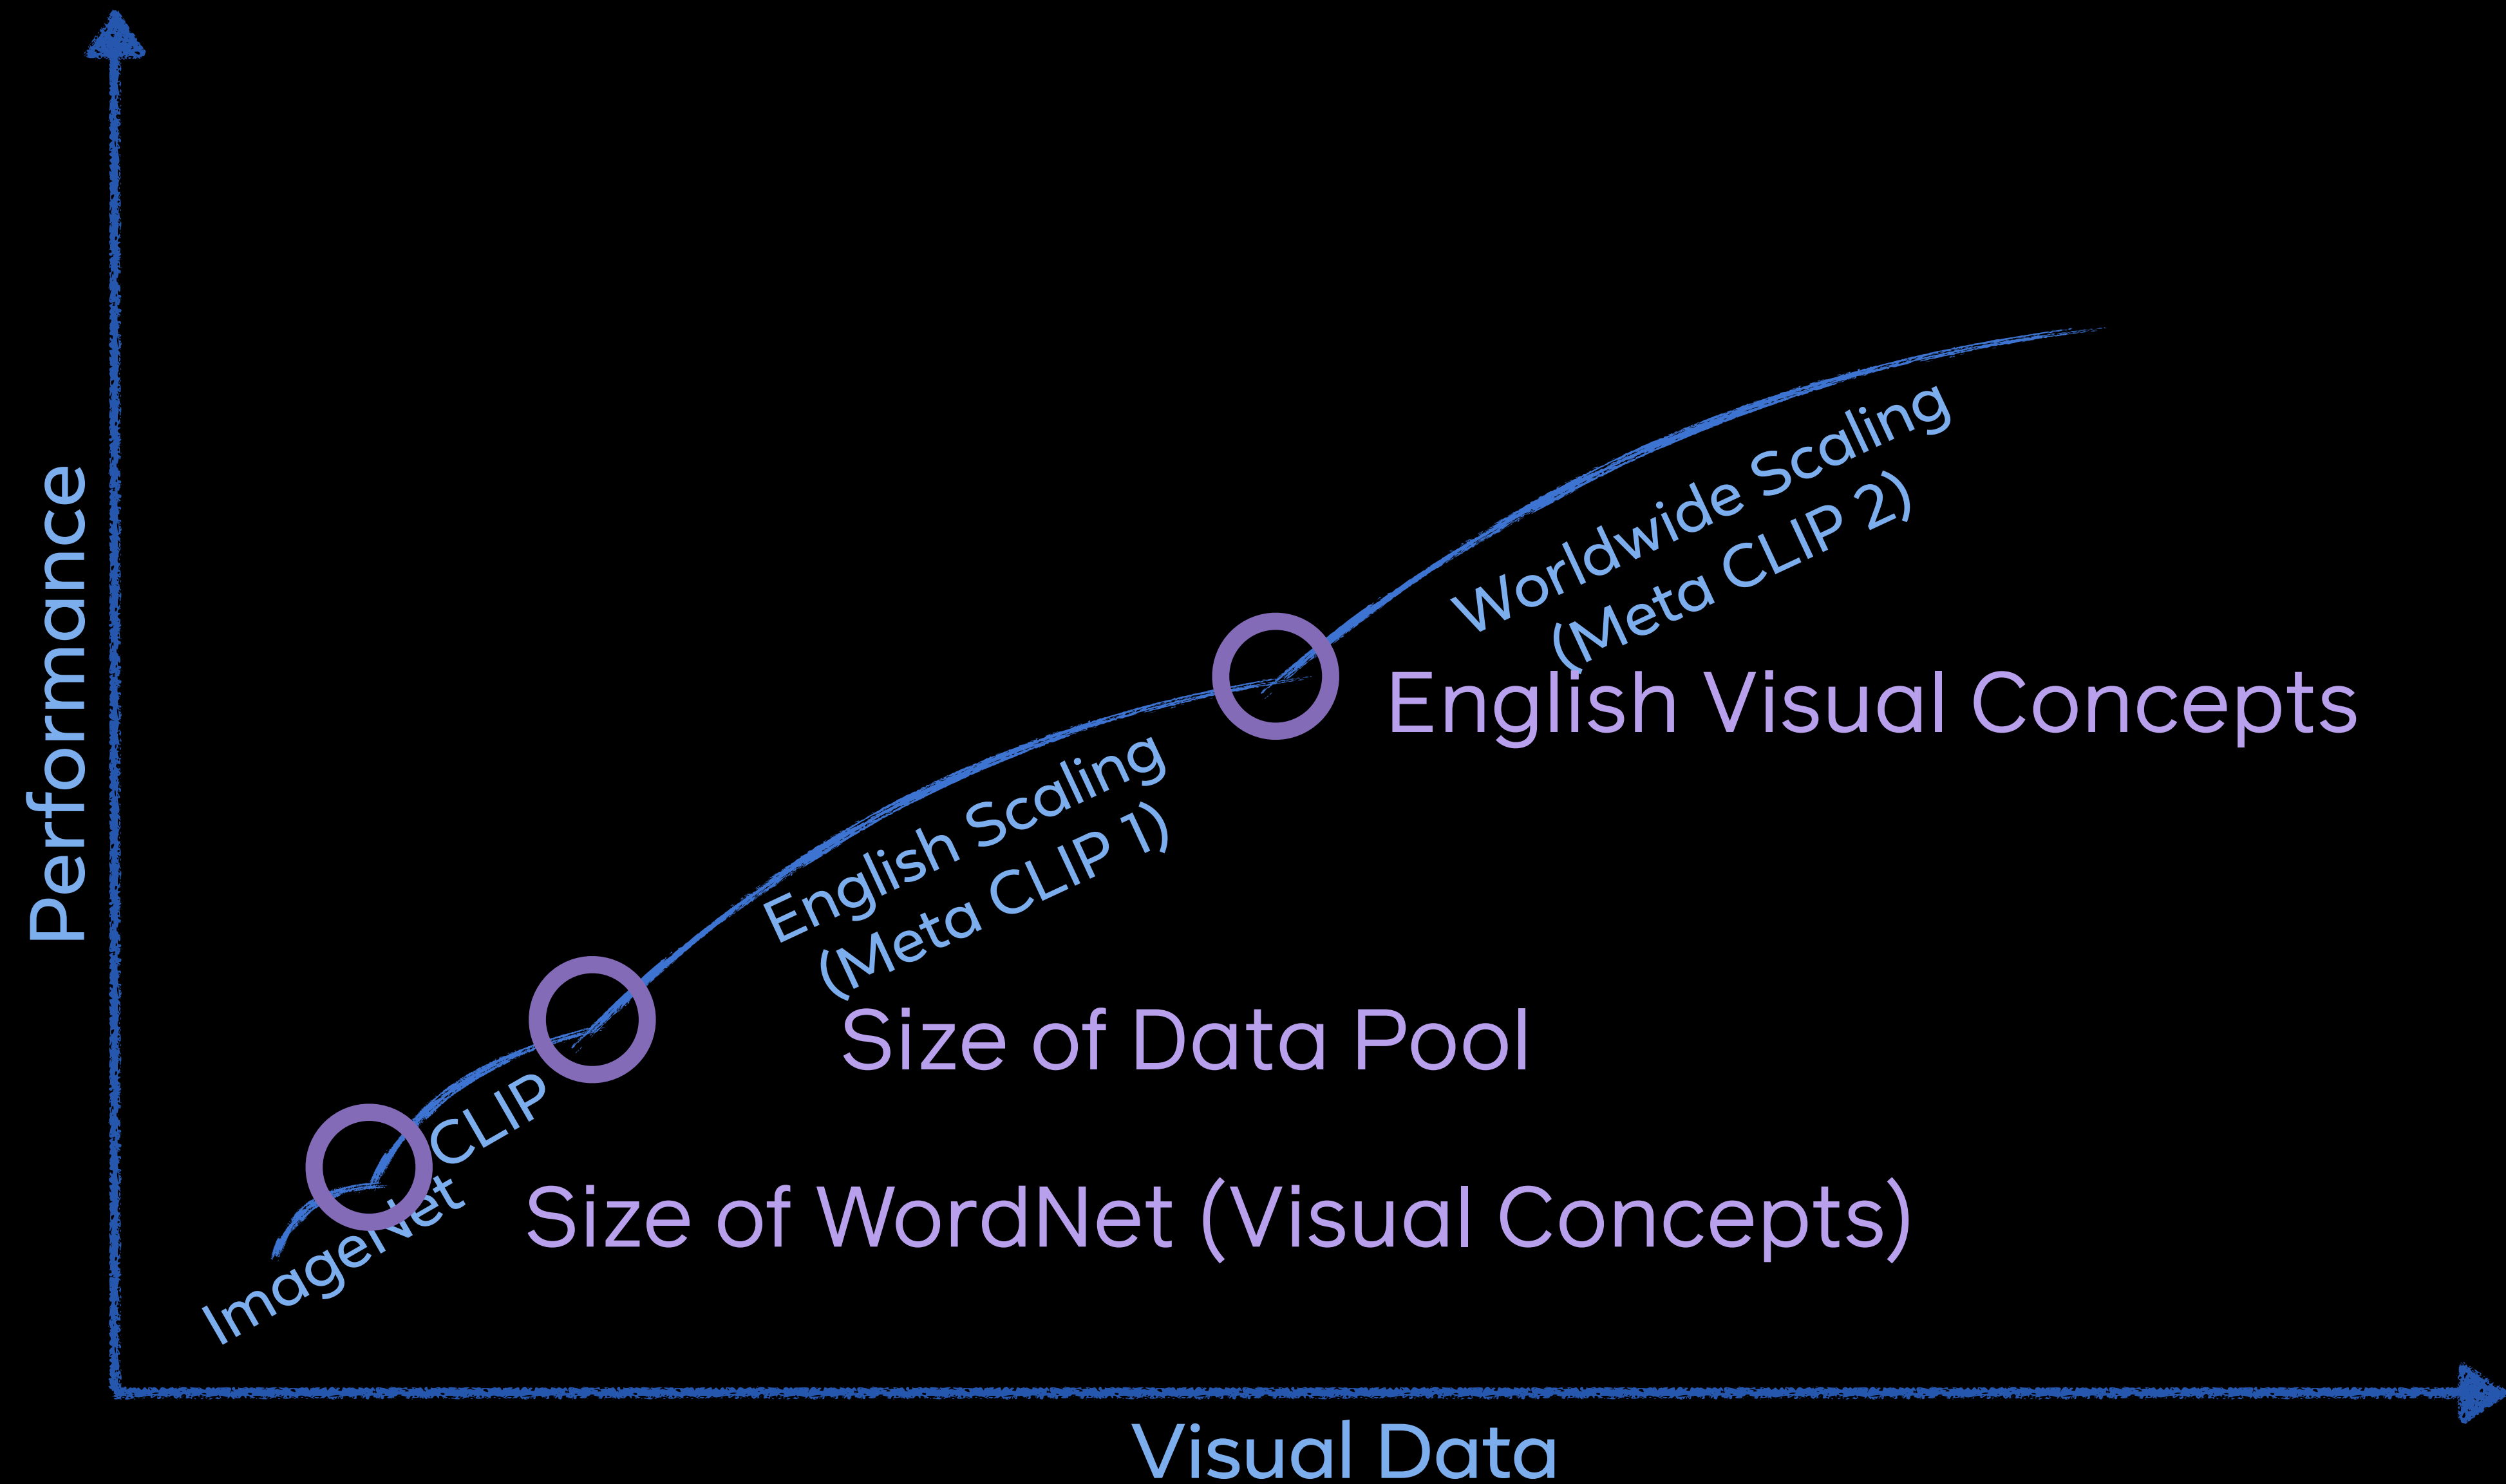 Performance
Worldwide Scaling
(Meta CLIP 2)
English Visual Concepts
English Scaling
(Meta CLIP 1)
Size of Data Pool
CLIP
ImageNet
Size of WordNet (Visual Concepts)
Visual Data